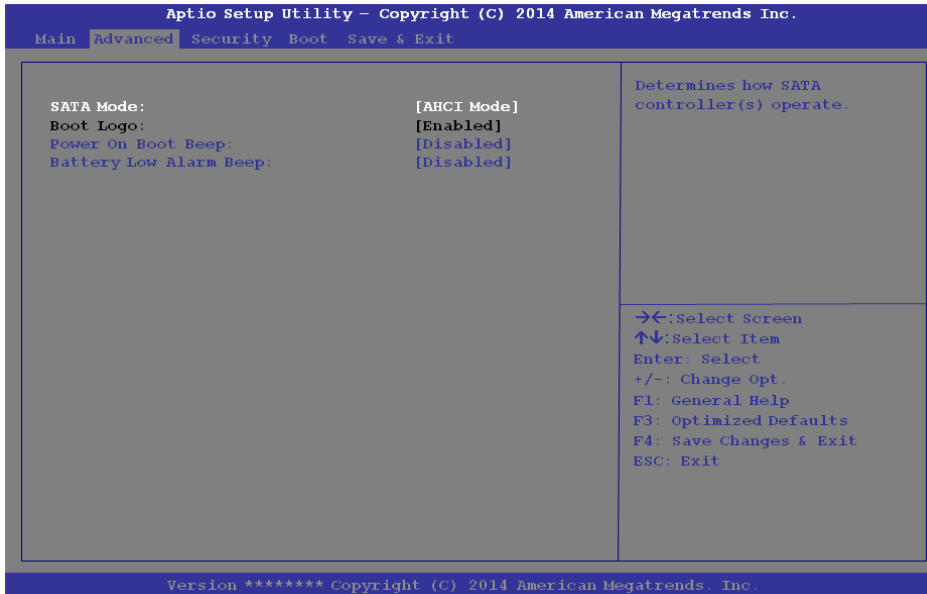 Aptio Setup Utility – Copyright (C) 2014 American Megatrends Inc.
Main Advanced Security Boot Save & Exit
SATA Mode: [AHCI Mode]
Boot Logo: [Enabled]
Power On Boot Beep: [Disabled]
Battery Low Alarm Beep: [Disabled]
Determines how SATA
controller(s) operate.
→←:Select Screen
↑↓:Select Item
Enter: Select
+/-: Change Opt.
F1: General Help
F3: Optimized Defaults
F4: Save Changes & Exit
ESC: Exit
Version ******** Copyright (C) 2014 American Megatrends. Inc.